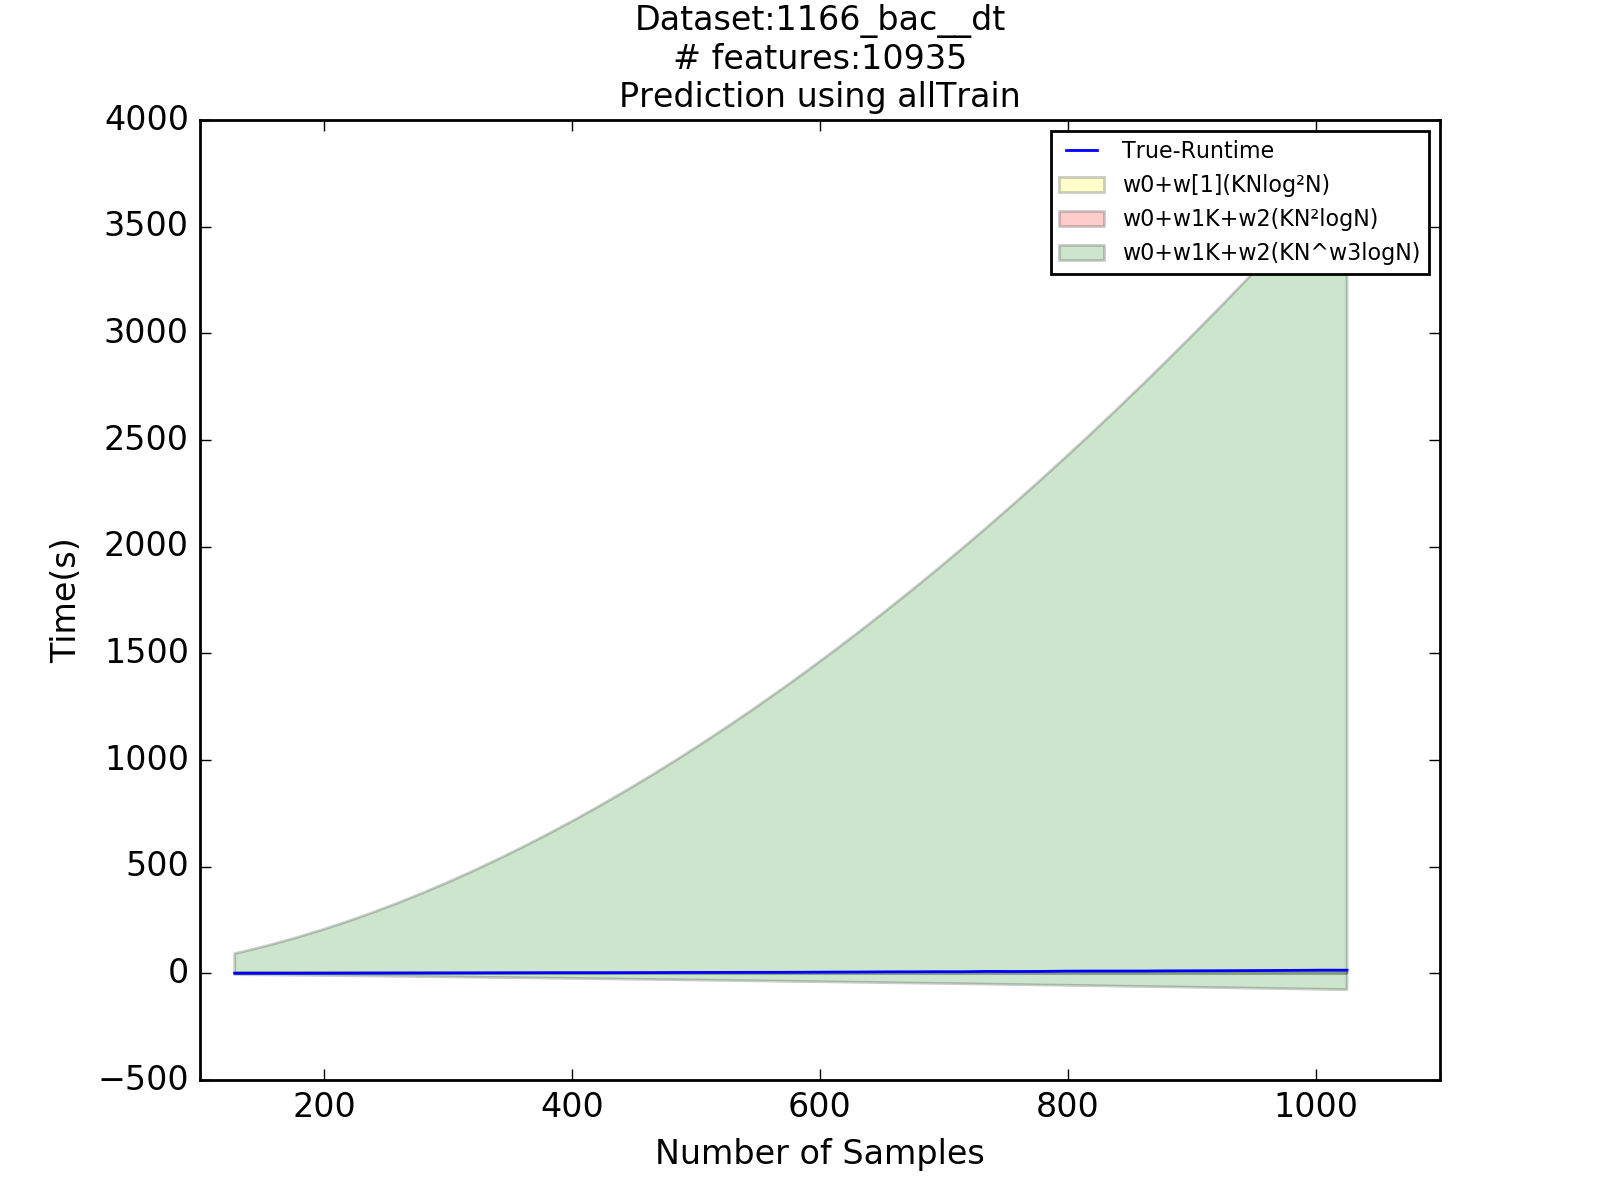 Dataset:1166_bac__dt
# features:10935
Prediction using allTrain
4000
3500
3000
2500
2000
1500
1000
500
0
−500
Time(s)
True-Runtime
w0+w[1](KNlog²N)
w0+w1K+w2(KN²logN)
w0+w1K+w2(KN^w3logN)
200 400 600 800 1000
Number of Samples